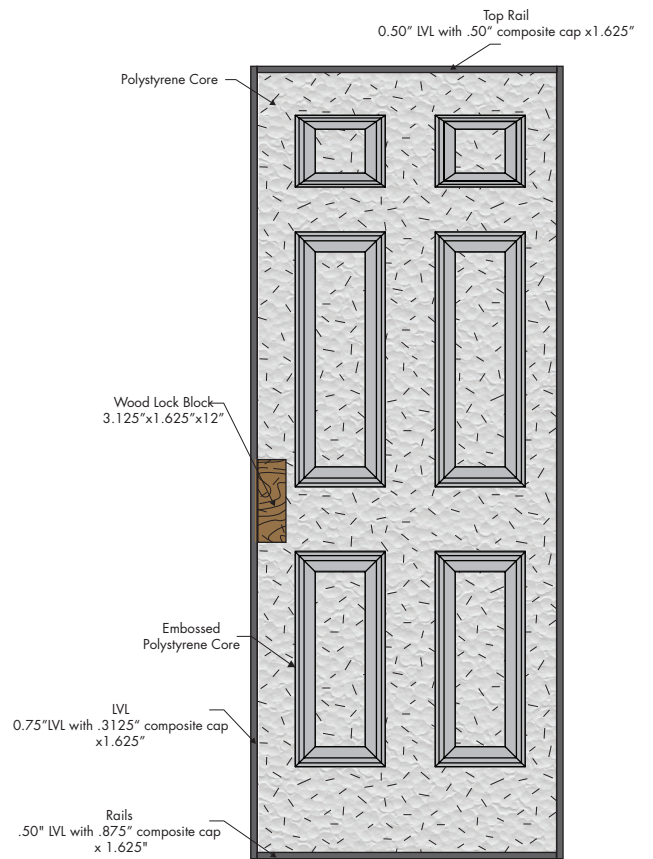 Top Rail
0.50” LVL with .50“ composite cap x1.625”
Polystyrene Core
Wood Lock Block
3.125”x1.625”x12”
Embossed
Polystyrene Core
LVL
0.75”LVL with .3125“ composite cap
x1.625”
Rails
.50" LVL with .875” composite cap
x 1.625"